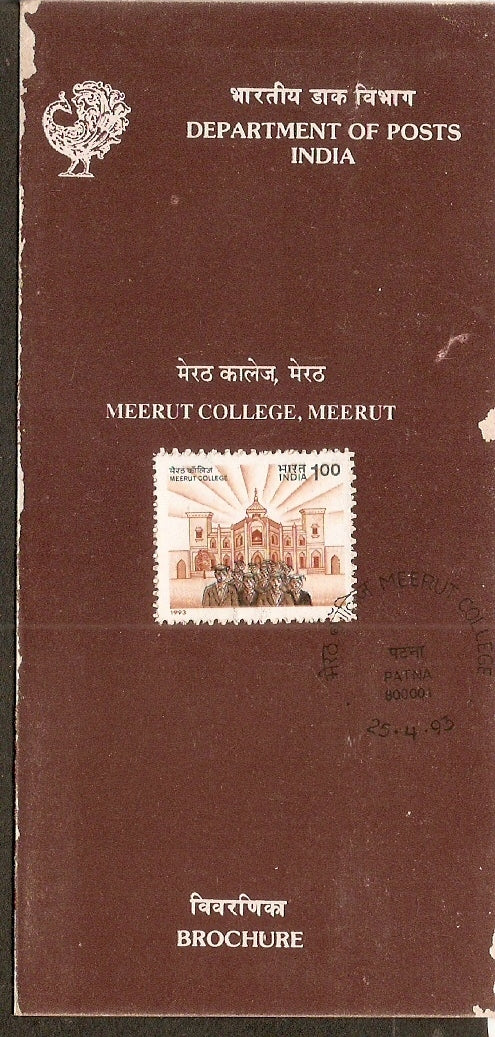 भारतीय डाक विभाग
DEPARTMENT OF POSTS
INDIA
मेरठ कालेज, मेरठ
MEERUT COLLEGE, MEERUT
मेरठ कॉलिज
MEERUT COLLEGE
भारत
INDIA
100
1993
मेरठ कॉलेज MEERUT COLLEGE
पटना
PATNA
800001
25.4.93
विवरणिका
BROCHURE